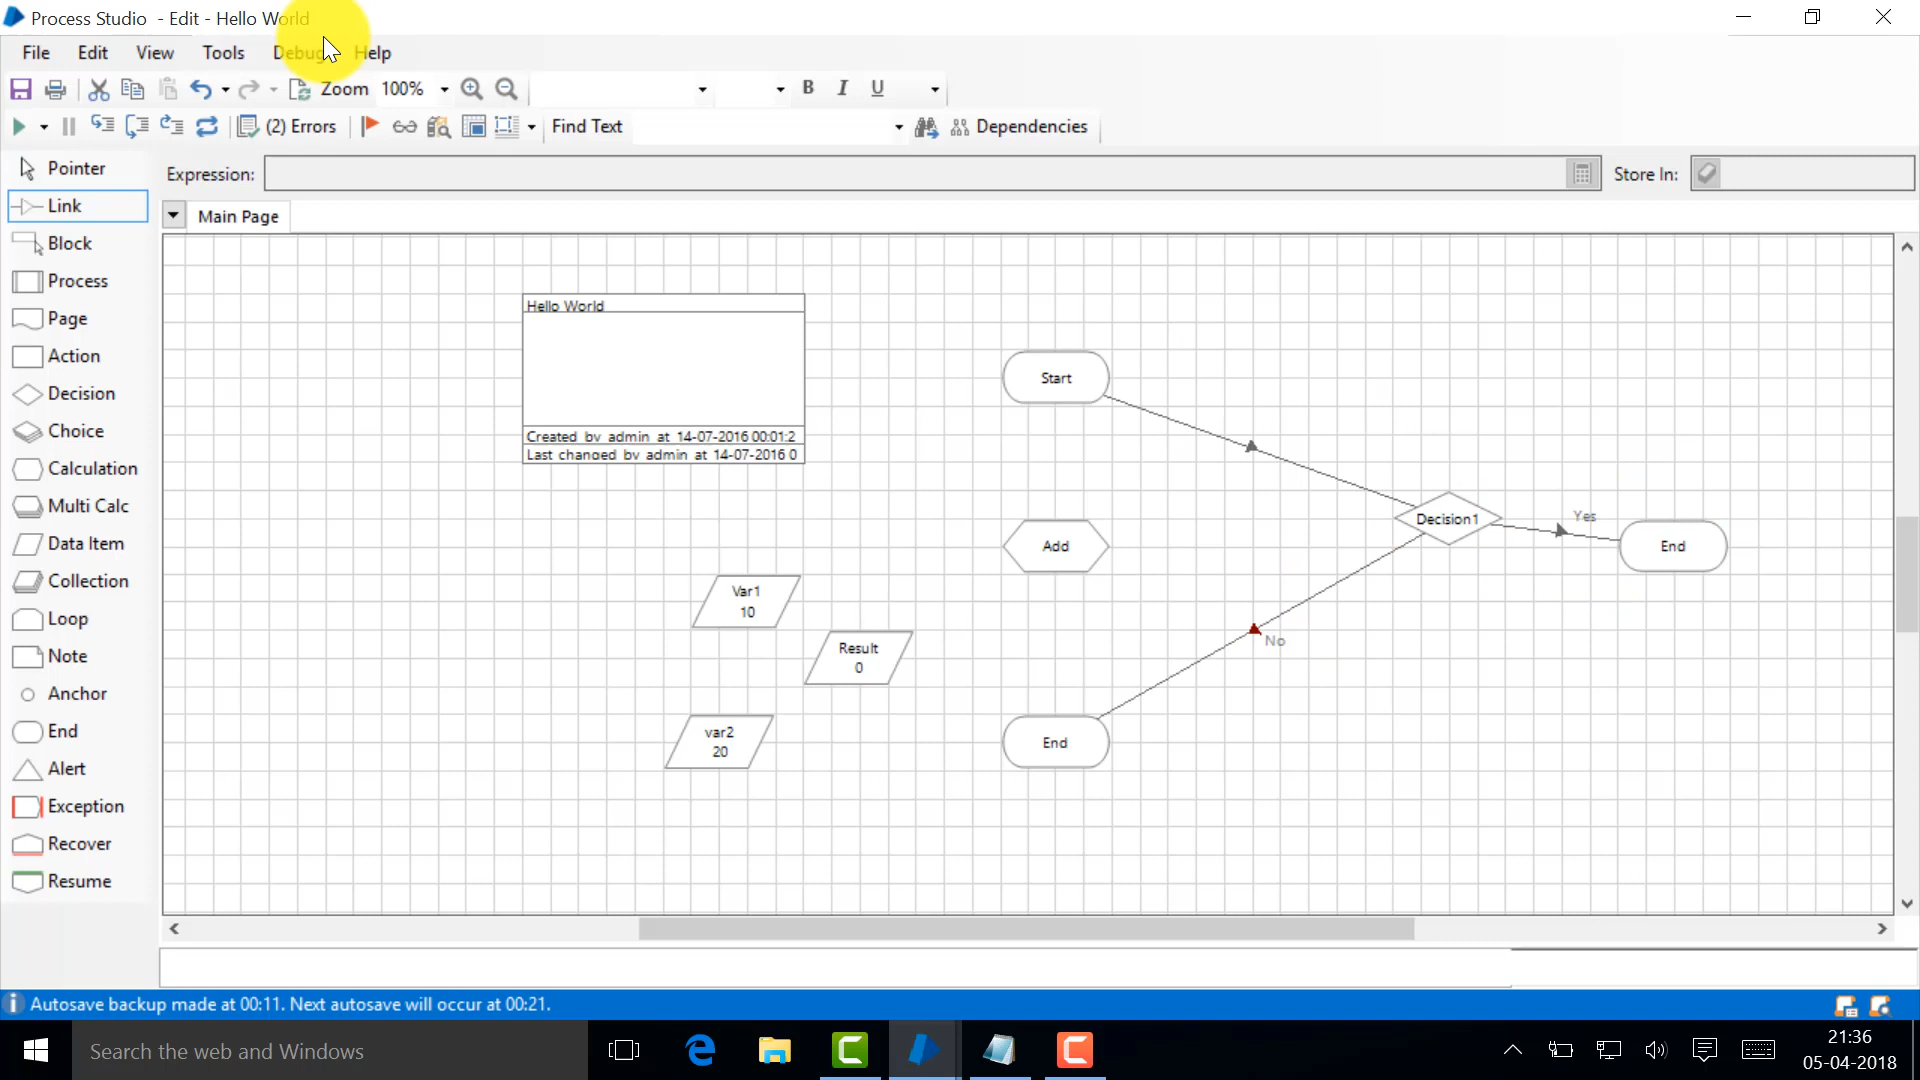 Process Studio - Edit - Hello World
File Edit View Tools Debug Help
Zoom 100% B I U
(2) Errors Find Text Dependencies
Pointer
Link
Block
Process
Page
Action
Decision
Choice
Calculation
Multi Calc
Data Item
Collection
Loop
Note
Anchor
End
Alert
Exception
Recover
Resume
Expression: Store In:
Main Page
Hello World
Created by admin at 14-07-2016 00:01:2
Last changed by admin at 14-07-2016 0
Start
Decision1
Yes
End
Add
Var1
10
No
Result
0
var2
20
End
Autosave backup made at 00:11. Next autosave will occur at 00:21.
Search the web and Windows
21:36
05-04-2018